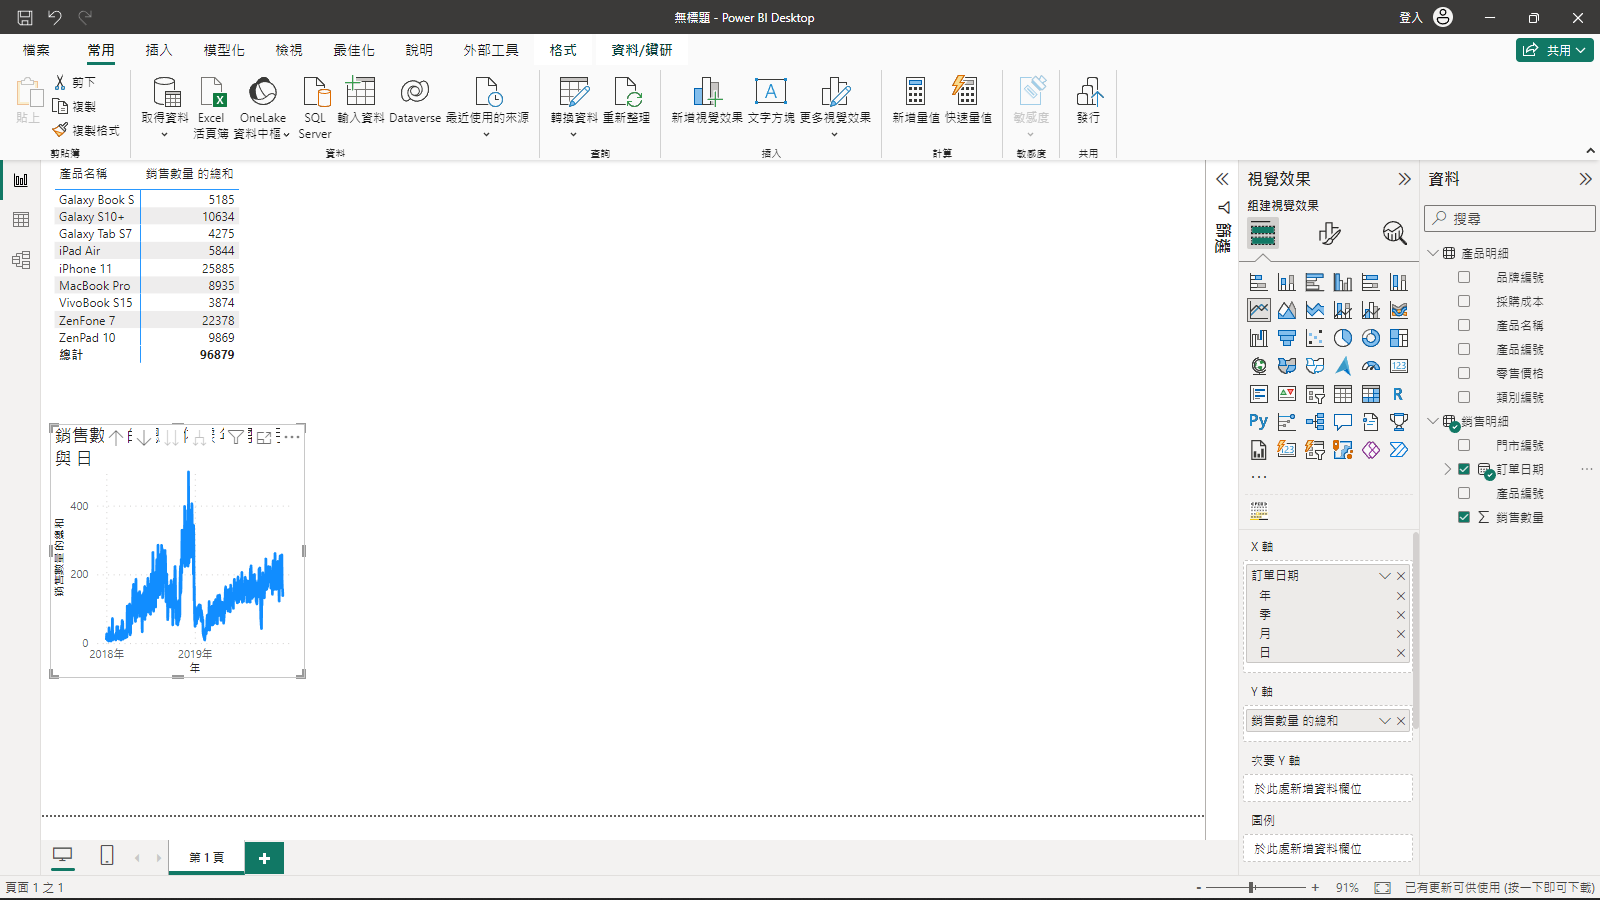 無標題 - Power BI Desktop
登入
檔案 常用 插入 模型化 檢視 最佳化 說明 外部工具 格式 資料/鑽研
共用
貼上
剪下
複製
複製格式
剪貼簿
取得資料
Excel 活頁簿
OneLake 資料中樞
SQL Server
輸入資料
Dataverse
最近使用的來源
資料
轉換資料
重新整理
查詢
新增視覺效果
文字方塊
更多視覺效果
插入
新增量值
快速量值
計算
敏感度
敏感度
發行
共用
產品名稱 銷售數量 的總和
Galaxy Book S 5185
Galaxy S10+ 10634
Galaxy Tab S7 4275
iPad Air 5844
iPhone 11 25885
MacBook Pro 8935
VivoBook S15 3874
ZenFone 7 22378
ZenPad 10 9869
總計 96879
銷售數
與 日
銷售數量 的總和
400
200
0
2018年 2019年
年
篩選
視覺效果
組建視覺效果
X 軸
訂單日期
年
季
月
日
Y 軸
銷售數量 的總和
次要 Y 軸
於此處新增資料欄位
圖例
於此處新增資料欄位
資料
搜尋
產品明細
品牌編號
採購成本
產品名稱
產品編號
零售價格
類別編號
銷售明細
門市編號
訂單日期
產品編號
銷售數量
第 1 頁
頁面 1 之 1
- + 91%
已有更新可供使用 (按一下即可下載)